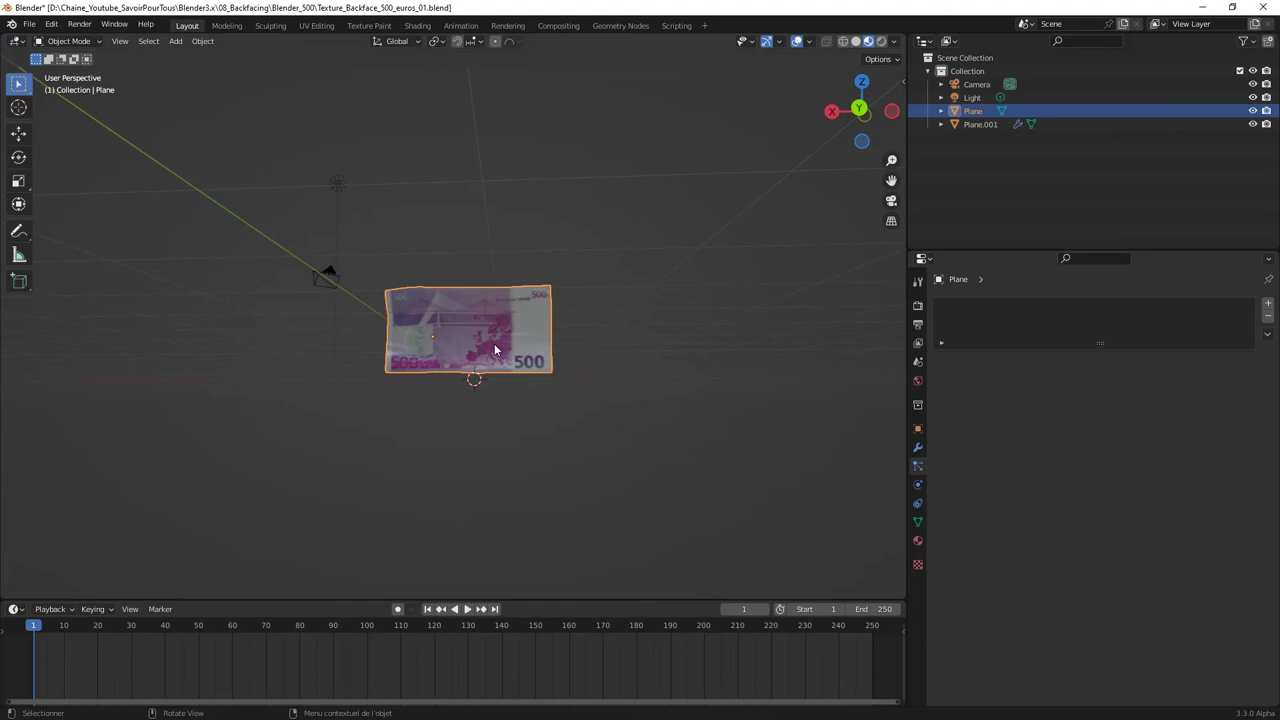 Blender* [D:\Chaine_Youtube_SavoirPourTous\Blender3.x\08_Backfacing\Blender_500\Texture_Backface_500_euros_01.blend]
File Edit Render Window Help Layout Modeling Sculpting UV Editing Texture Paint Shading Animation Rendering Compositing Geometry Nodes Scripting + Scene View Layer
Object Mode View Select Add Object Global
Options
User Perspective
(1) Collection | Plane
Z
X
Y
500
500
500
Scene Collection
Collection
Camera
Light
Plane
Plane.001
Plane
Playback Keying View Marker 1 Start 1 End 250
1 10 20 30 40 50 60 70 80 90 100 110 120 130 140 150 160 170 180 190 200 210 220 230 240 250
Sélectionner Rotate View Menu contextuel de l'objet 3.3.0 Alpha